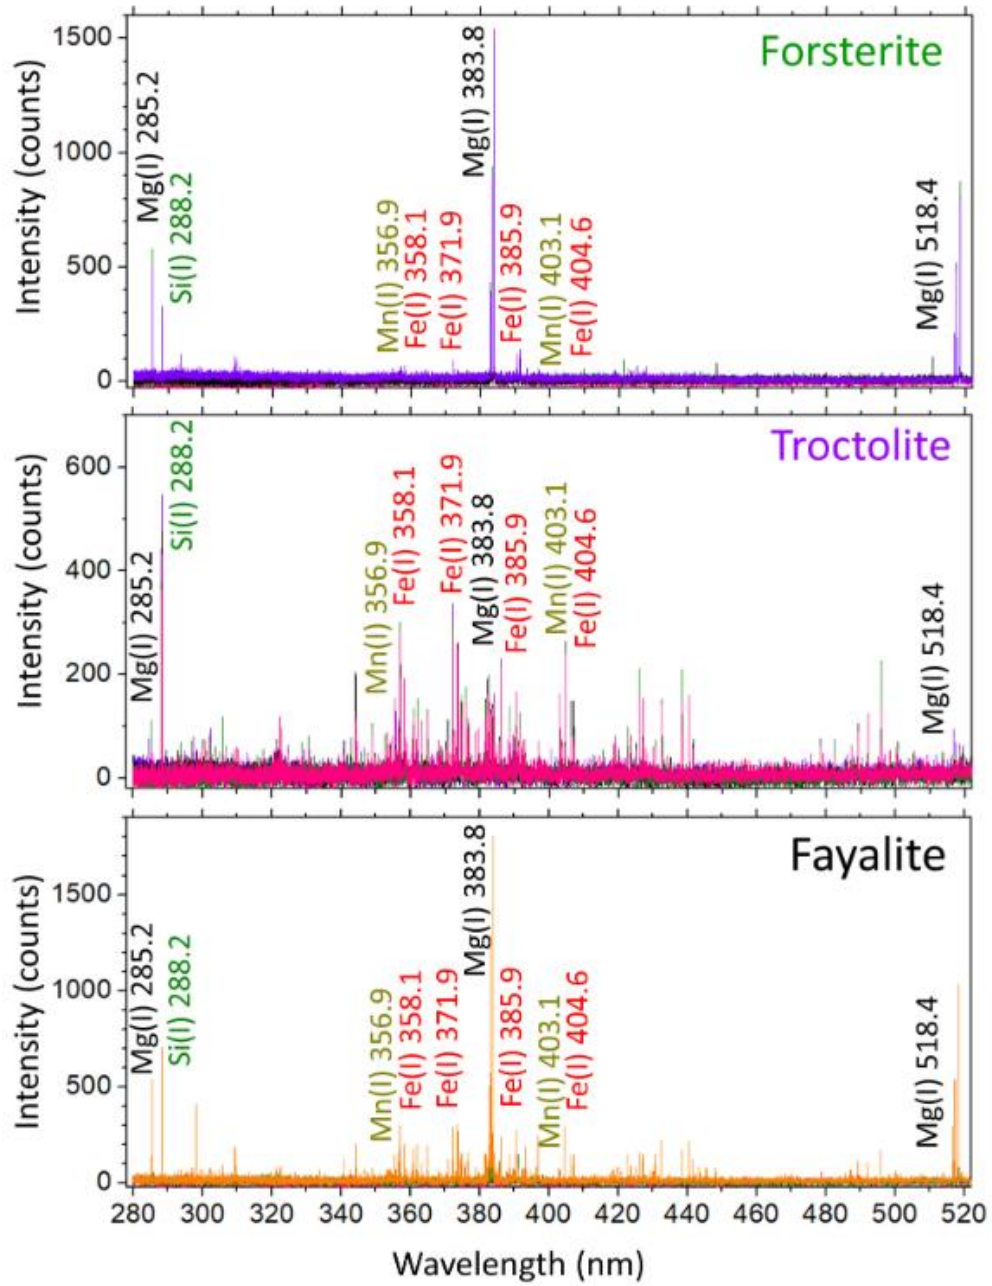 Forsterite
Intensity (counts)
1500
1000
500
0
Mg(I) 285.2
Si(I) 288.2
Mn(I) 356.9
Fe(I) 358.1
Fe(I) 371.9
Mg(I) 383.8
Fe(I) 385.9
Mn(I) 403.1
Fe(I) 404.6
Mg(I) 518.4
Troctolite
Intensity (counts)
600
400
200
0
Mg(I) 285.2
Si(I) 288.2
Mn(I) 356.9
Fe(I) 358.1
Fe(I) 371.9
Mg(I) 383.8
Fe(I) 385.9
Mn(I) 403.1
Fe(I) 404.6
Mg(I) 518.4
Fayalite
Intensity (counts)
1500
1000
500
0
Mg(I) 285.2
Si(I) 288.2
Mn(I) 356.9
Fe(I) 358.1
Fe(I) 371.9
Mg(I) 383.8
Fe(I) 385.9
Mn(I) 403.1
Fe(I) 404.6
Mg(I) 518.4
280 300 320 340 360 380 400 420 440 460 480 500 520
Wavelength (nm)